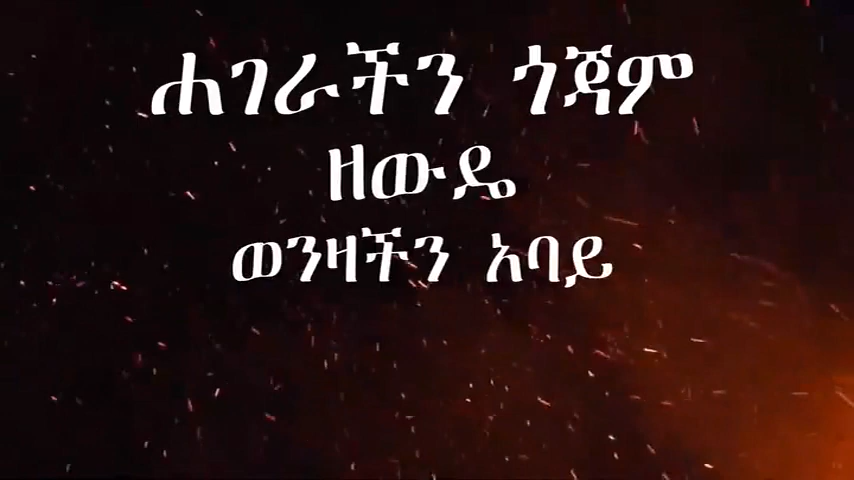 ሐገራችን ጎጃም
ዘውዴ
ወንዛችን አባይ